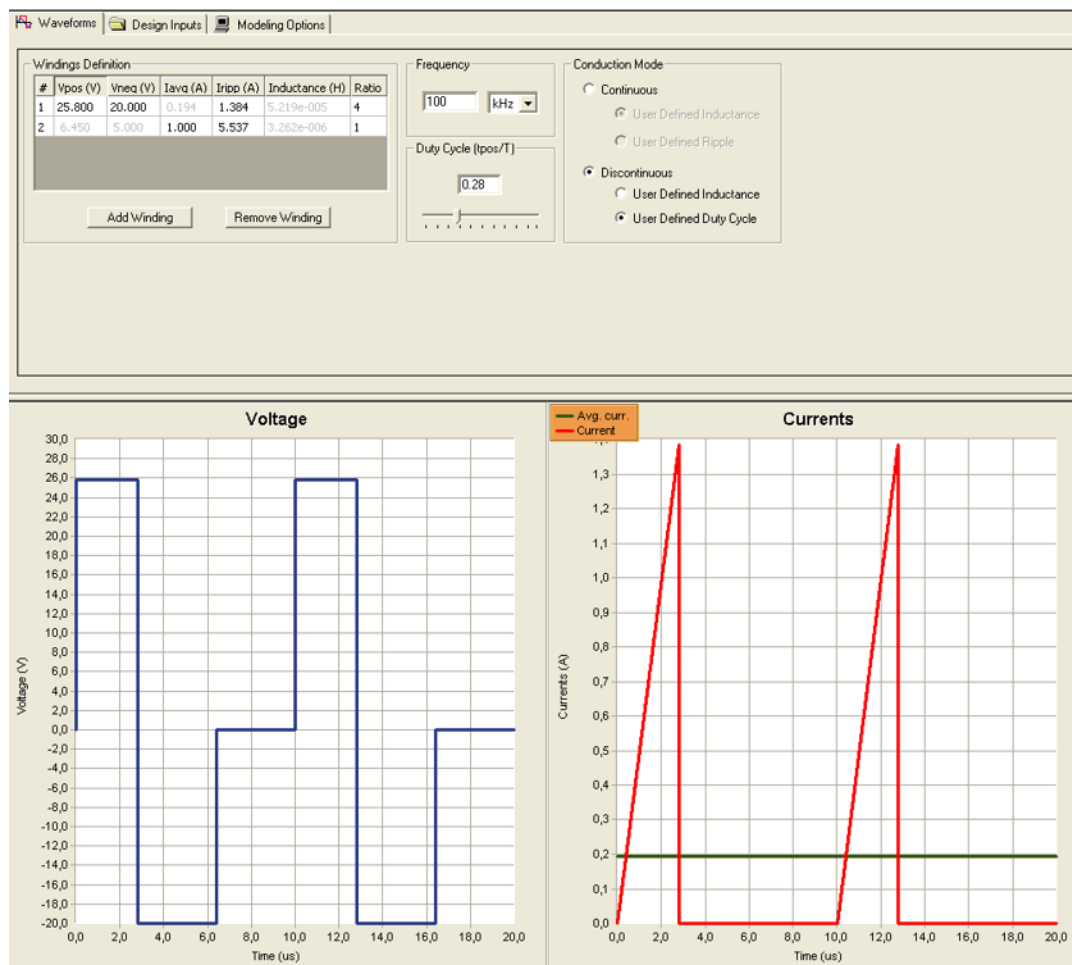 Waveforms Design Inputs Modeling Options
Windings Definition
# Vpos (V) Vneg (V) Iavg (A) Iripp (A) Inductance (H) Ratio
1 25.800 20.000 0.194 1.384 5.219e-005 4
2 6.450 5.000 1.000 5.537 3.262e-006 1
Add Winding Remove Winding
Frequency
100 kHz
Duty Cycle (tpos/T)
0.28
Conduction Mode
Continuous
User Defined Inductance
User Defined Ripple
Discontinuous
User Defined Inductance
User Defined Duty Cycle
Voltage
30,0
28,0
26,0
24,0
22,0
20,0
18,0
16,0
14,0
12,0
10,0
8,0
6,0
4,0
2,0
0,0
-2,0
-4,0
-6,0
-8,0
-10,0
-12,0
-14,0
-16,0
-18,0
-20,0
Voltage (V)
0,0 2,0 4,0 6,0 8,0 10,0 12,0 14,0 16,0 18,0 20,0
Time (us)
Avg. curr.
Current
Currents
1,3
1,2
1,1
1,0
0,9
0,8
0,7
0,6
0,5
0,4
0,3
0,2
0,1
0,0
Currents (A)
0,0 2,0 4,0 6,0 8,0 10,0 12,0 14,0 16,0 18,0 20,0
Time (us)